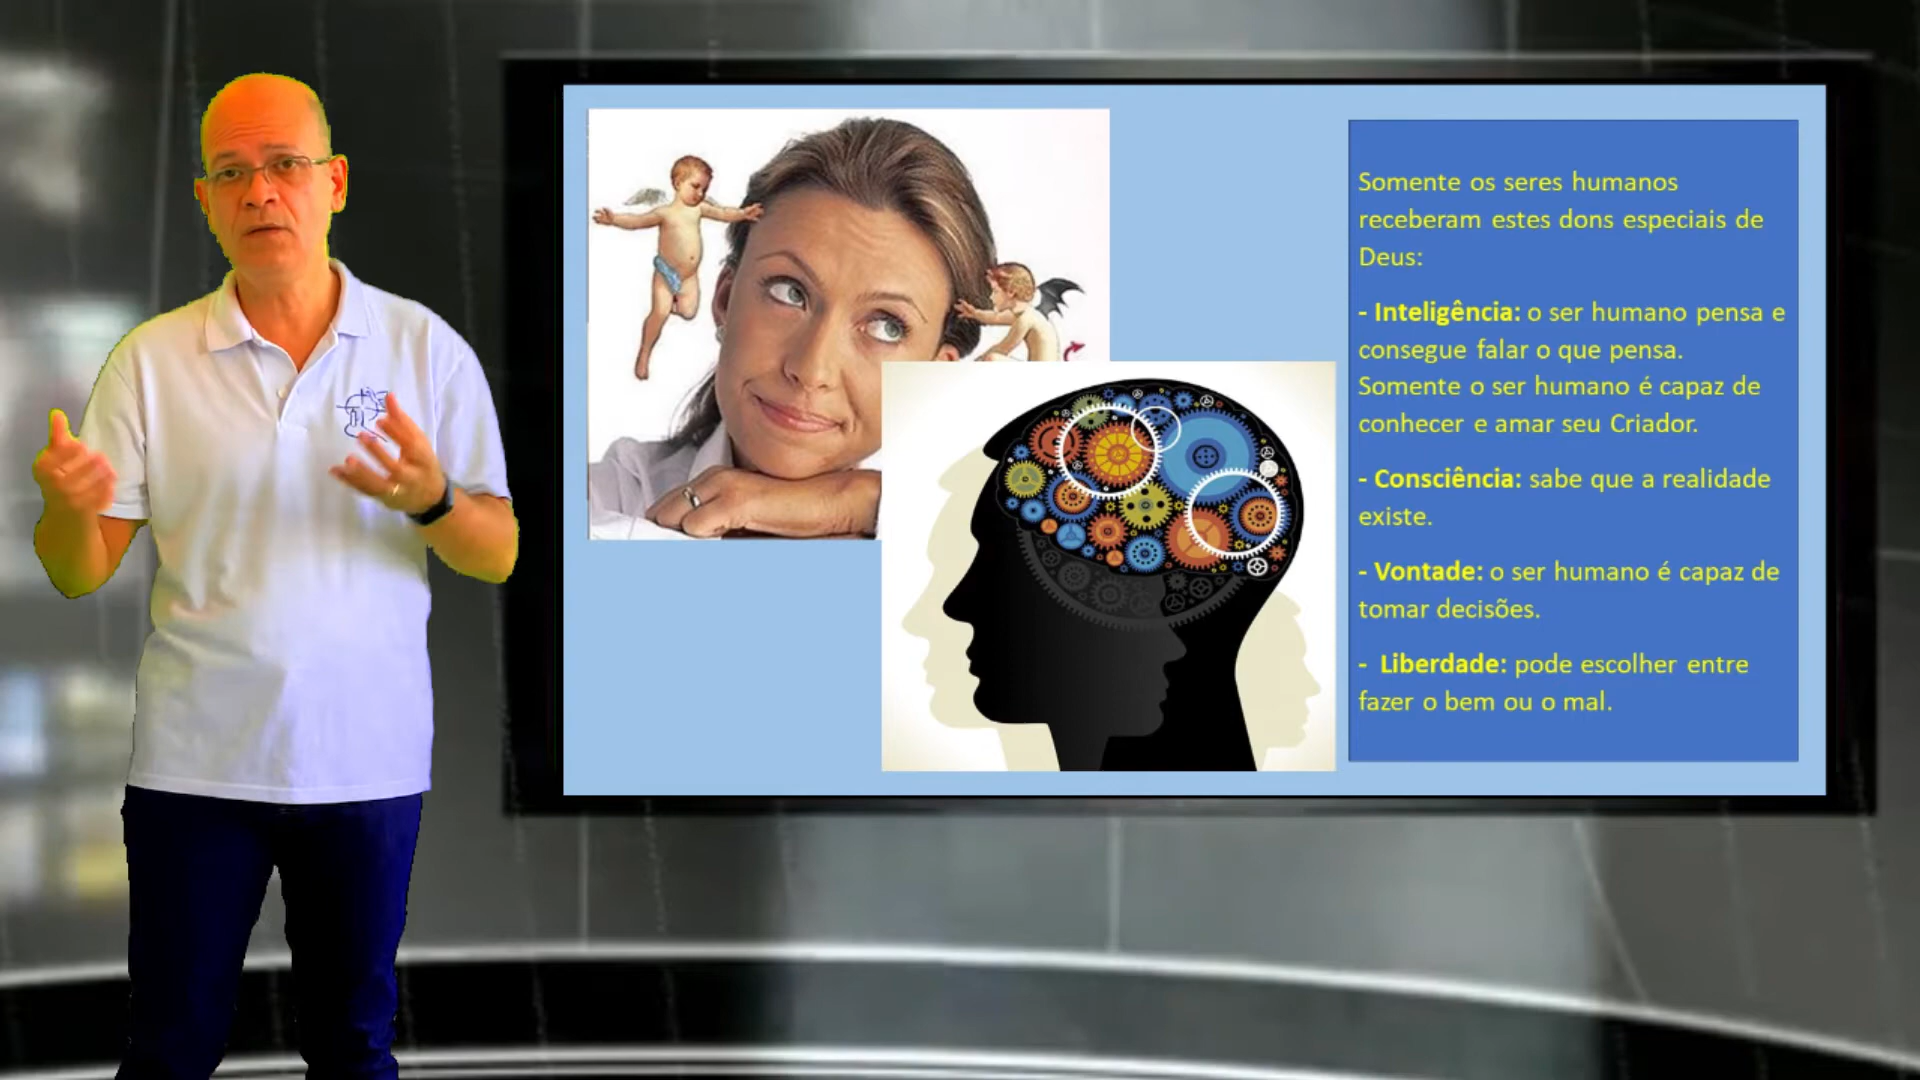 Somente os seres humanos
receberam estes dons especiais de
Deus:
- Inteligência: o ser humano pensa e
consegue falar o que pensa.
Somente o ser humano é capaz de
conhecer e amar seu Criador.
- Consciência: sabe que a realidade
existe.
- Vontade: o ser humano é capaz de
tomar decisões.
- Liberdade: pode escolher entre
fazer o bem ou o mal.